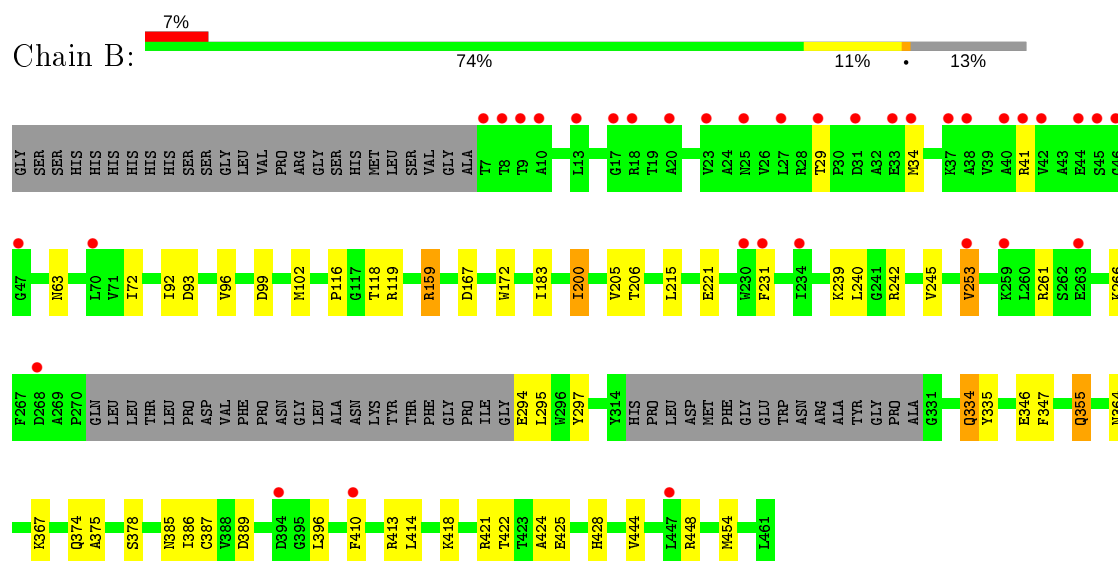 7%
Chain B:
74% 11% • 13%
GLY SER SER HIS HIS HIS HIS HIS HIS SER SER GLY LEU VAL PRO ARG GLY SER HIS MET LEU SER VAL GLY ALA T7 T8 T9 A10 L13 G17 R18 T19 A20 V23 A24 N25 V26 L27 R28 T29 P30 D31 A32 E33 M34 K37 A38 V39 A40 R41 V42 A43 E44 S45 G46
G47 N63 L70 V71 I72 I92 D93 V96 D99 M102 P116 G117 T118 R119 R159 D167 W172 I183 I200 V205 T206 L215 E221 W230 F231 I234 K239 L240 G241 R242 V245 V253 K259 L260 R261 S262 E263 K266
F267 D268 A269 P270 GLN LEU LEU THR LEU PRO ASP VAL PHE PRO ASN GLY LEU ALA ASN LYS TYR THR PHE GLY PRO ILE GLY E294 L295 W296 Y297 Y314 HIS PRO LEU ASP MET PHE GLY GLU TRP ASN ARG ALA TYR GLY PRO ALA G331 Q334 Y335 E346 F347 Q355 N364
K367 Q374 A375 S378 N385 I386 C387 V388 D389 D394 G395 L396 F410 R413 L414 K418 R421 T422 T423 A424 E425 H428 V444 L447 R448 M454 L461